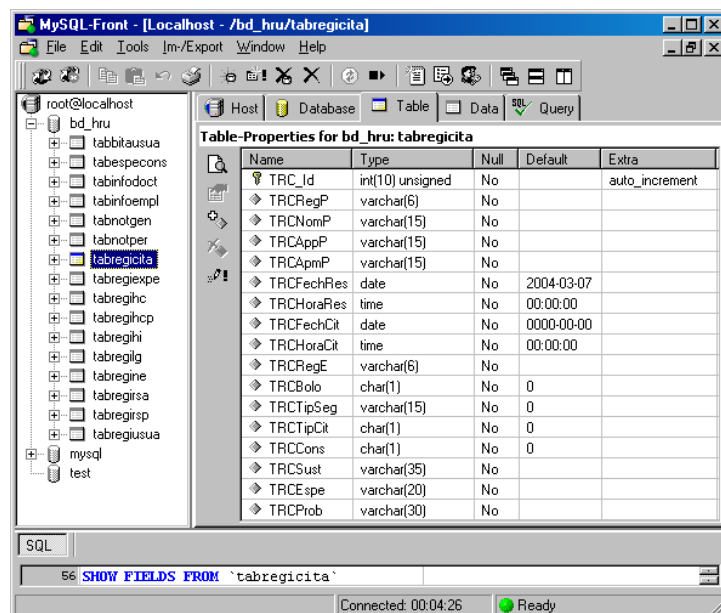 MySQL-Front - [Localhost - /bd_hru/tabregicita]
File Edit Tools Im-/Export Window Help
root@localhost
bd_hru
tabbitausua
tabespecons
tabinfodoct
tabinfoempl
tabnotgen
tabnotper
tabregicita
tabregiexpe
tabregihc
tabregihcp
tabregihi
tabregilg
tabregine
tabregirsa
tabregirsp
tabregiusua
mysql
test
Host Database Table Data SQL Query
Table-Properties for bd_hru: tabregicita
Name Type Null Default Extra
TRC_Id int(10) unsigned No auto_increment
TRCRegP varchar(6) No
TRCNomP varchar(15) No
TRCAppP varchar(15) No
TRCApmP varchar(15) No
TRCFechRes date No 2004-03-07
TRCHoraRes time No 00:00:00
TRCFechCit date No 0000-00-00
TRCHoraCit time No 00:00:00
TRCRegE varchar(6) No
TRCBolo char(1) No 0
TRCTipSeg varchar(15) No 0
TRCTipCit char(1) No 0
TRCCons char(1) No 0
TRCSust varchar(35) No
TRCEspe varchar(20) No
TRCProb varchar(30) No
SQL
56 SHOW FIELDS FROM `tabregicita`
Connected: 00:04:26 Ready